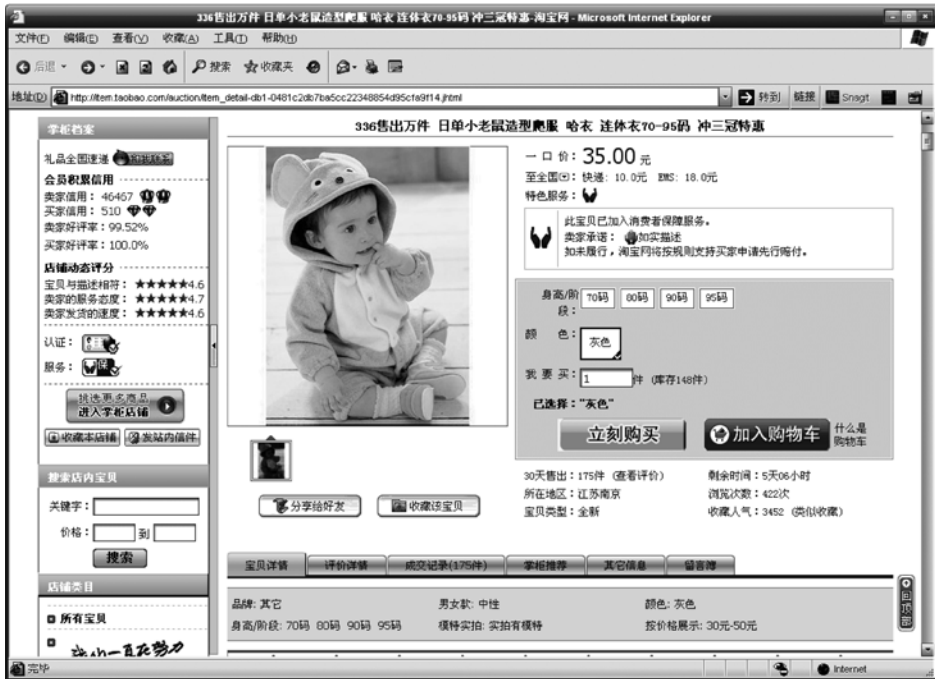 336售出万件 日单小老鼠造型爬服 哈衣 连体衣70-95码 冲三冠特惠-淘宝网 - Microsoft Internet Explorer
文件(F) 编辑(E) 查看(V) 收藏(A) 工具(T) 帮助(H)
后退 搜索 收藏夹
地址(D) http://item.taobao.com/auction/item_detail-db1-0481c2db7ba5cc22348854d95cfa9f14.jhtml 转到 链接 SnagIt
掌柜档案
礼品全国速递
会员积累信用
卖家信用：46467
买家信用：510
卖家好评率：99.52%
买家好评率：100.0%
店铺动态评分
宝贝与描述相符：★★★★★4.6
卖家的服务态度：★★★★★4.7
卖家发货的速度：★★★★★4.6
认证：
服务：
挑选更多商品
进入掌柜店铺
收藏本店铺 发站内信件
搜索店内宝贝
关键字：
价格： 到
搜索
店铺类目
所有宝贝
336售出万件 日单小老鼠造型爬服 哈衣 连体衣70-95码 冲三冠特惠
一 口 价：35.00 元
至全国：快递：10.0元 EMS：18.0元
特色服务：
此宝贝已加入消费者保障服务。
卖家承诺： 如实描述
如未履行，淘宝网将按规则支持买家申请先行赔付。
身高/阶段： 70码 80码 90码 95码
颜 色： 灰色
我 要 买：1 件 (库存148件)
已选择："灰色"
立刻购买 加入购物车 什么是购物车
分享给好友 收藏该宝贝
30天售出：175件 (查看评价) 剩余时间：5天06小时
所在地区：江苏南京 浏览次数：422次
宝贝类型：全新 收藏人气：3452 (类似收藏)
宝贝详情 评价详情 成交记录(175件) 掌柜推荐 其它信息 留言簿
品牌: 其它 男女款: 中性 颜色: 灰色
身高/阶段: 70码 80码 90码 95码 模特实拍: 实拍有模特 按价格展示: 30元-50元
回顶部
完毕 Internet